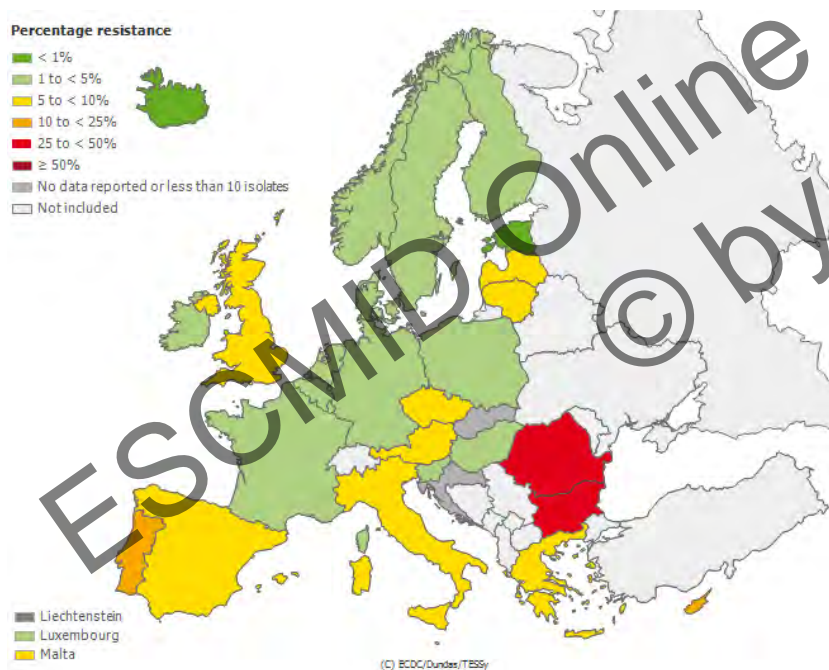 Percentage resistance
< 1%
1 to < 5%
5 to < 10%
10 to < 25%
25 to < 50%
≥ 50%
No data reported or less than 10 isolates
Not included
ESCMID Online
© by
Liechtenstein
Luxembourg
Malta
(C) ECDC/Dundas/TESSy